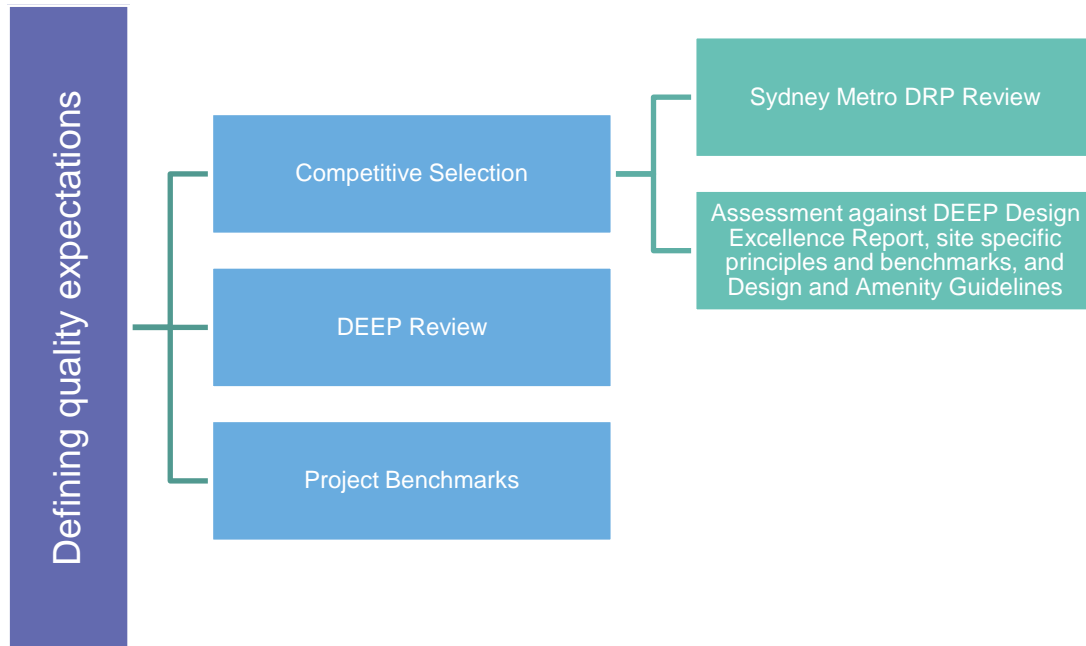 Defining quality expectations
Competitive Selection
DEEP Review
Project Benchmarks
Sydney Metro DRP Review
Assessment against DEEP Design
Excellence Report, site specific
principles and benchmarks, and
Design and Amenity Guidelines